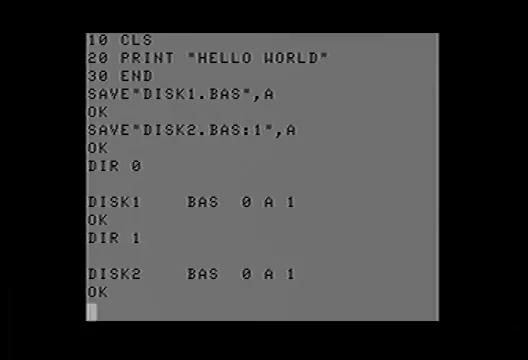 10 CLS
20 PRINT "HELLO WORLD"
30 END
SAVE"DISK1.BAS",A
OK
SAVE"DISK2.BAS:1",A
OK
DIR 0
DISK1 BAS 0 A 1
OK
DIR 1
DISK2 BAS 0 A 1
OK